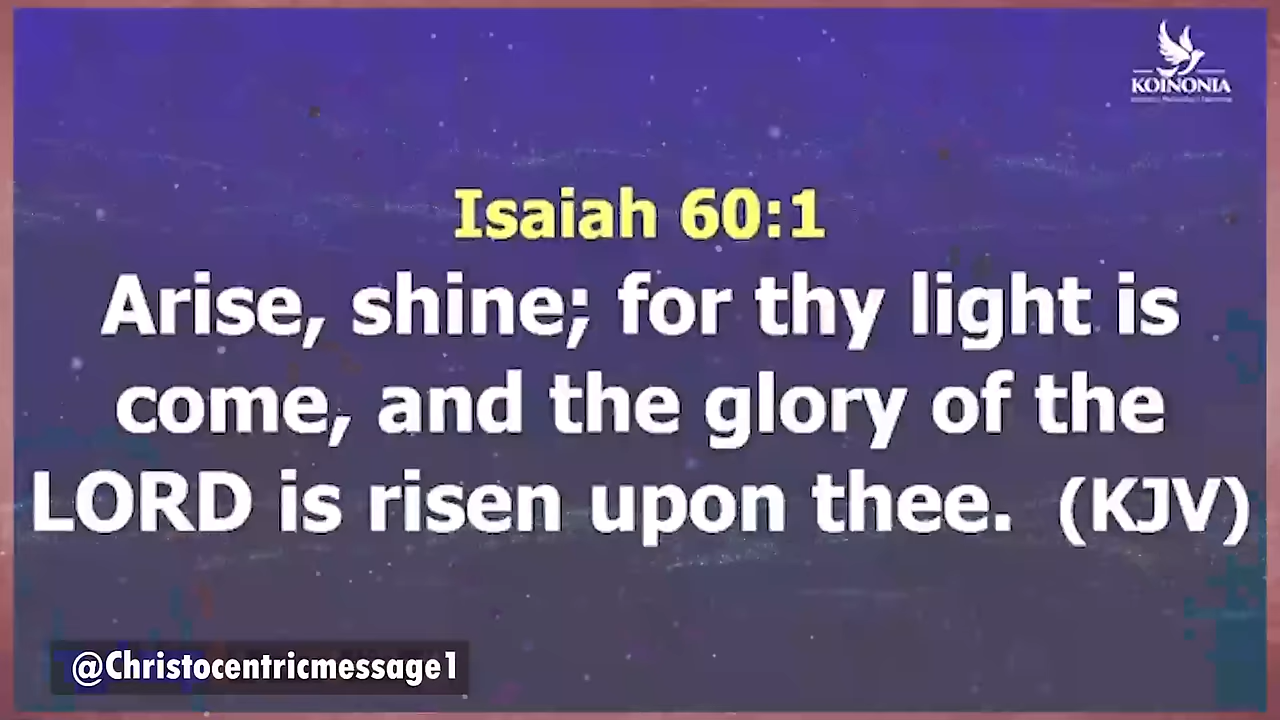 KOINONIA
Isaiah 60:1
Arise, shine; for thy light is
come, and the glory of the
LORD is risen upon thee. (KJV)
@Christocentricmessage1